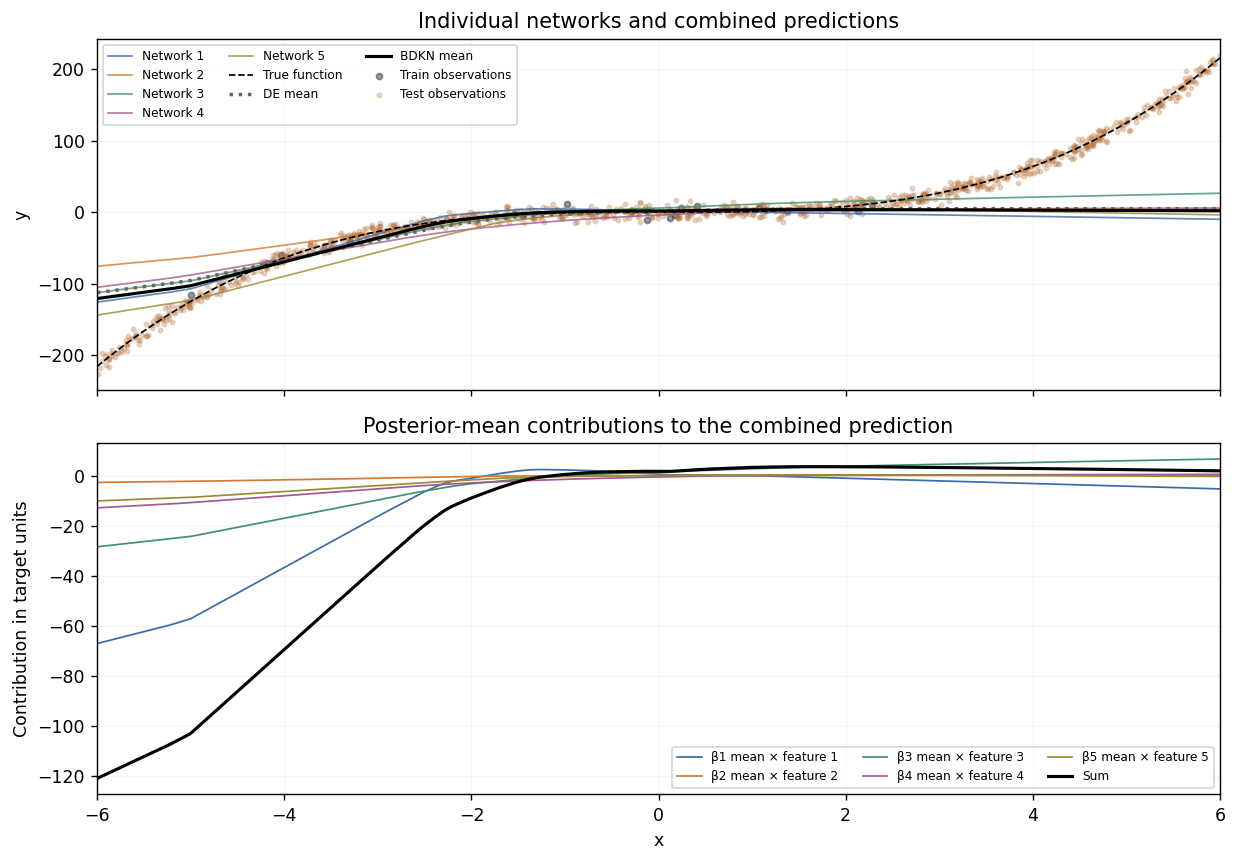 Individual networks and combined predictions
Network 1
Network 2
Network 3
Network 4
Network 5
True function
DE mean
BDKN mean
Train observations
Test observations
y
200
100
0
−100
−200
Posterior-mean contributions to the combined prediction
Contribution in target units
0
−20
−40
−60
−80
−100
−120
β1 mean × feature 1
β2 mean × feature 2
β3 mean × feature 3
β4 mean × feature 4
β5 mean × feature 5
Sum
−6 −4 −2 0 2 4 6
x